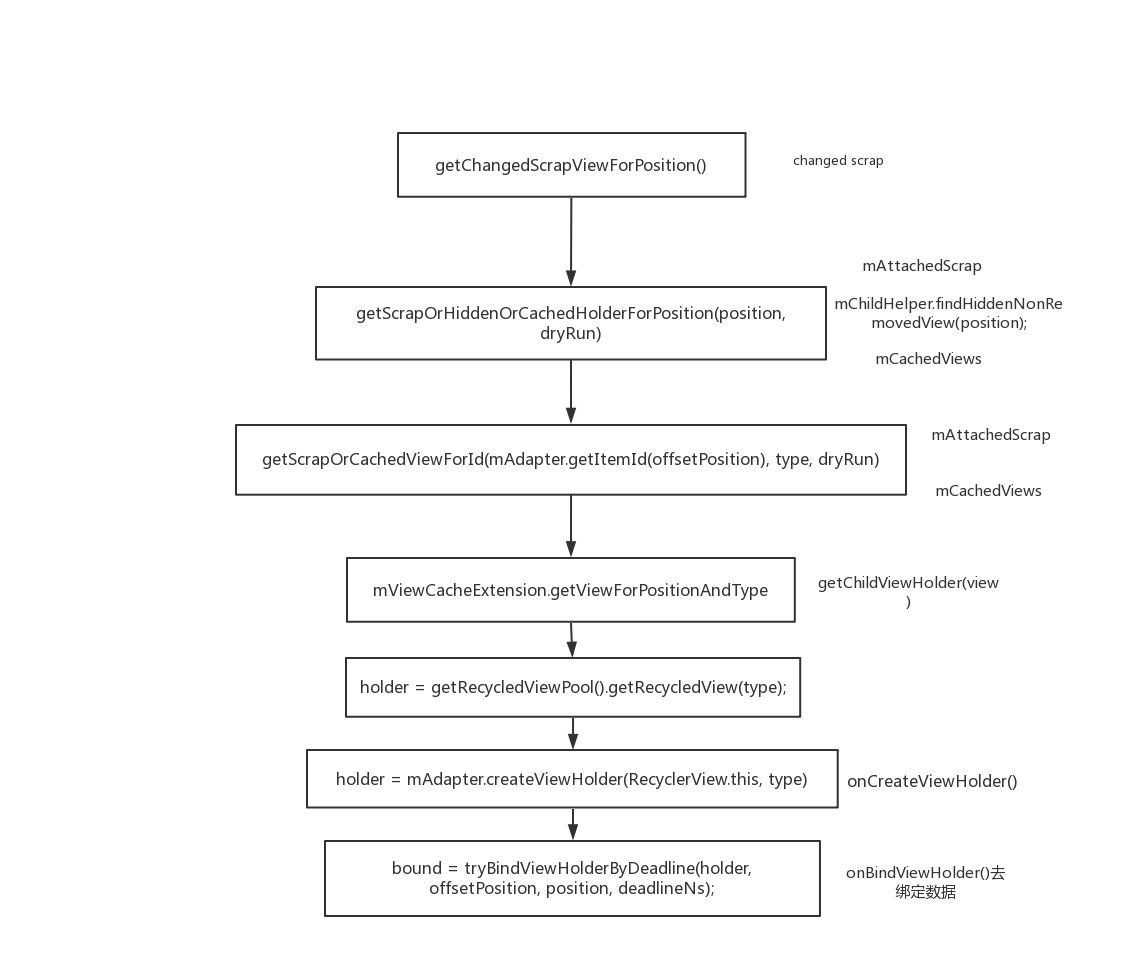 getChangedScrapViewForPosition()
changed scrap
mAttachedScrap
getScrapOrHiddenOrCachedHolderForPosition(position,
dryRun)
mChildHelper.findHiddenNonRe
movedView(position);
mCachedViews
mAttachedScrap
getScrapOrCachedViewForId(mAdapter.getItemId(offsetPosition), type, dryRun)
mCachedViews
mViewCacheExtension.getViewForPositionAndType
getChildViewHolder(view
)
holder = getRecycledViewPool().getRecycledView(type);
holder = mAdapter.createViewHolder(RecyclerView.this, type)
onCreateViewHolder()
bound = tryBindViewHolderByDeadline(holder,
offsetPosition, position, deadlineNs);
onBindViewHolder()去
绑定数据